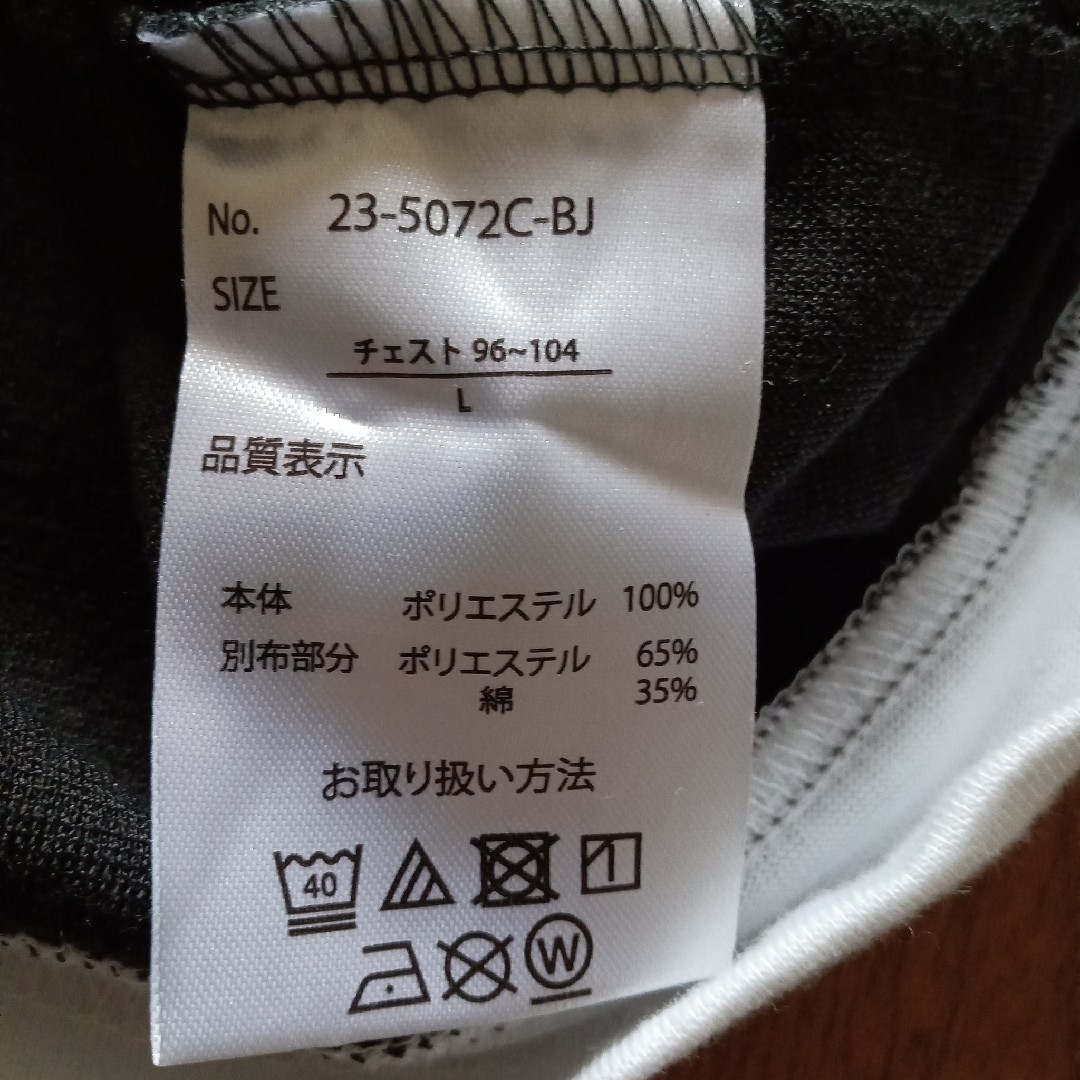 No. 23-5072C-BJ
SIZE
チェスト 96~104
L
品質表示
本体 ポリエステル 100%
別布部分 ポリエステル 65%
綿 35%
お取り扱い方法
40
W